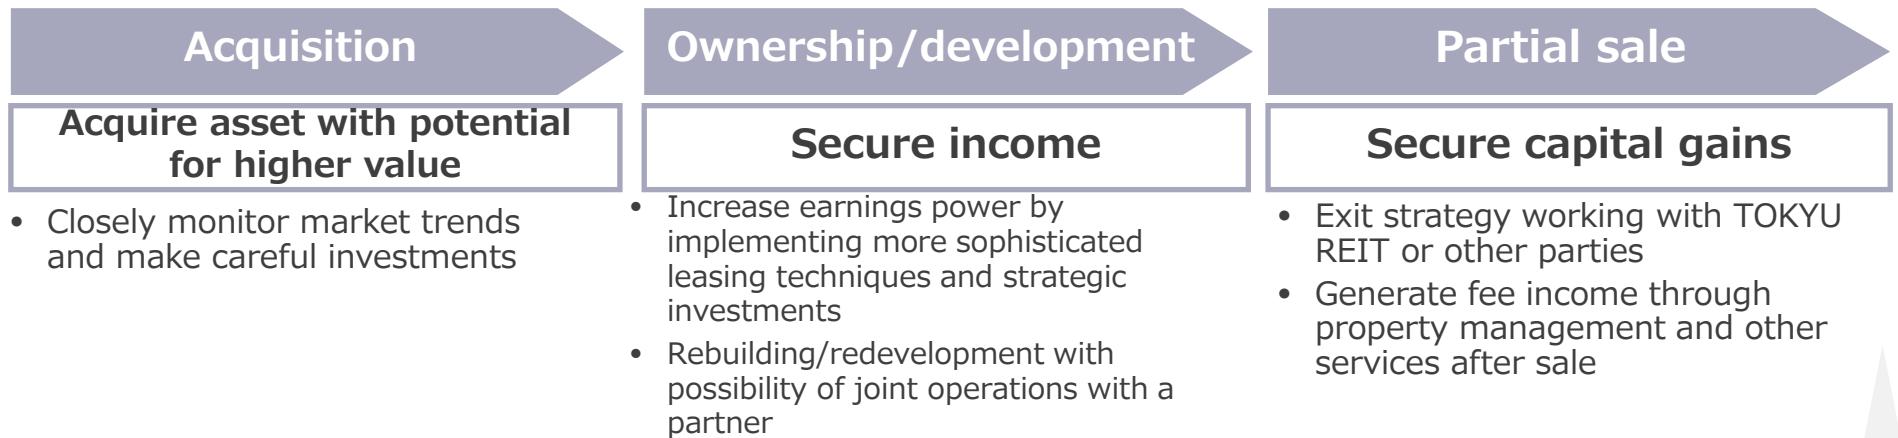 Acquisition
Acquire asset with potential
for higher value
• Closely monitor market trends
and make careful investments
Ownership/development
Secure income
• Increase earnings power by
implementing more sophisticated
leasing techniques and strategic
investments
• Rebuilding/redevelopment with
possibility of joint operations with a
partner
Partial sale
Secure capital gains
• Exit strategy working with TOKYU
REIT or other parties
• Generate fee income through
property management and other
services after sale